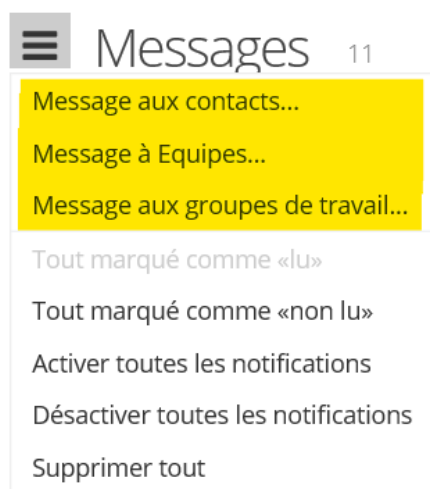 Messages 11
Message aux contacts...
Message à Equipes...
Message aux groupes de travail...
Tout marqué comme «lu»
Tout marqué comme «non lu»
Activer toutes les notifications
Désactiver toutes les notifications
Supprimer tout